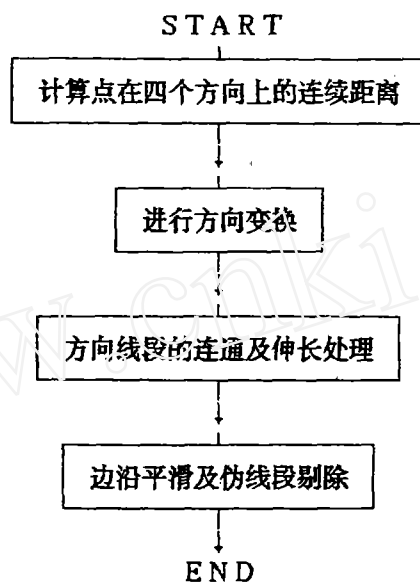 START
计算点在四个方向上的连续距离
进行方向变换
方向线段的连通及伸长处理
边沿平滑及伪线段剔除
END
w.cnki